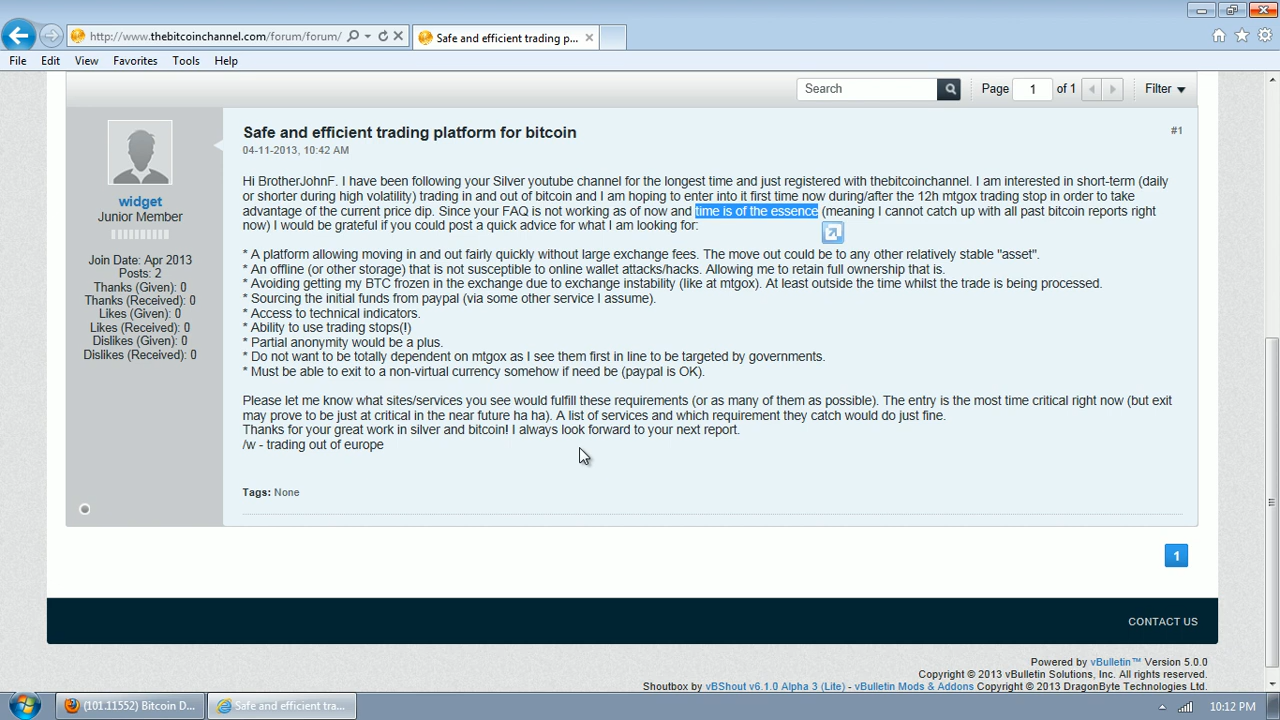 http://www.thebitcoinchannel.com/forum/forum/
Safe and efficient trading p...
File Edit View Favorites Tools Help
Search
Page 1 of 1
Filter
widget
Junior Member
Join Date: Apr 2013
Posts: 2
Thanks (Given): 0
Thanks (Received): 0
Likes (Given): 0
Likes (Received): 0
Dislikes (Given): 0
Dislikes (Received): 0
Safe and efficient trading platform for bitcoin
#1
04-11-2013, 10:42 AM
Hi BrotherJohnF. I have been following your Silver youtube channel for the longest time and just registered with thebitcoinchannel. I am interested in short-term (daily
or shorter during high volatility) trading in and out of bitcoin and I am hoping to enter into it first time now during/after the 12h mtgox trading stop in order to take
advantage of the current price dip. Since your FAQ is not working as of now and time is of the essence (meaning I cannot catch up with all past bitcoin reports right
now) I would be grateful if you could post a quick advice for what I am looking for:
* A platform allowing moving in and out fairly quickly without large exchange fees. The move out could be to any other relatively stable "asset".
* An offline (or other storage) that is not susceptible to online wallet attacks/hacks. Allowing me to retain full ownership that is.
* Avoiding getting my BTC frozen in the exchange due to exchange instability (like at mtgox). At least outside the time whilst the trade is being processed.
* Sourcing the initial funds from paypal (via some other service I assume).
* Access to technical indicators.
* Ability to use trading stops(!)
* Partial anonymity would be a plus.
* Do not want to be totally dependent on mtgox as I see them first in line to be targeted by governments.
* Must be able to exit to a non-virtual currency somehow if need be (paypal is OK).
Please let me know what sites/services you see would fulfill these requirements (or as many of them as possible). The entry is the most time critical right now (but exit
may prove to be just at critical in the near future ha ha). A list of services and which requirement they catch would do just fine.
Thanks for your great work in silver and bitcoin! I always look forward to your next report.
/w - trading out of europe
Tags: None
1
CONTACT US
Powered by vBulletin™ Version 5.0.0
Copyright © 2013 vBulletin Solutions, Inc. All rights reserved.
Shoutbox by vBShout v6.1.0 Alpha 3 (Lite) - vBulletin Mods & Addons Copyright © 2013 DragonByte Technologies Ltd.
(101.11552) Bitcoin D...
Safe and efficient tra...
10:12 PM